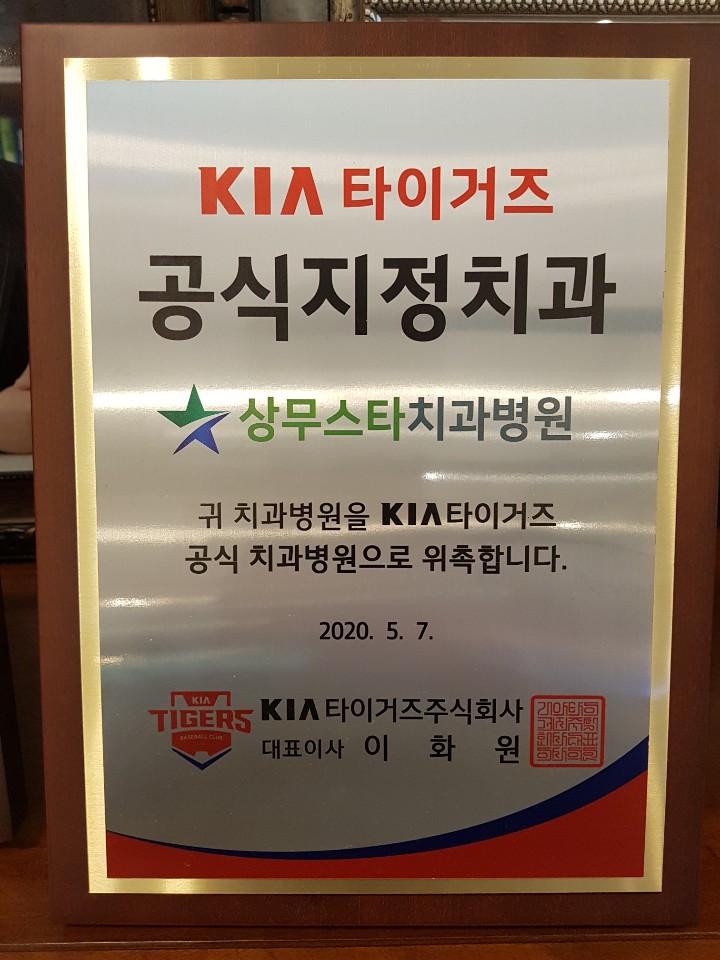 KIA 타이거즈
공식지정치과
상무스타치과병원
귀 치과병원을 KIA타이거즈
공식 치과병원으로 위촉합니다.
2020. 5. 7.
KIA
TIGERS
BASEBALL CLUB
KIA타이거즈주식회사
대표이사 이 화 원